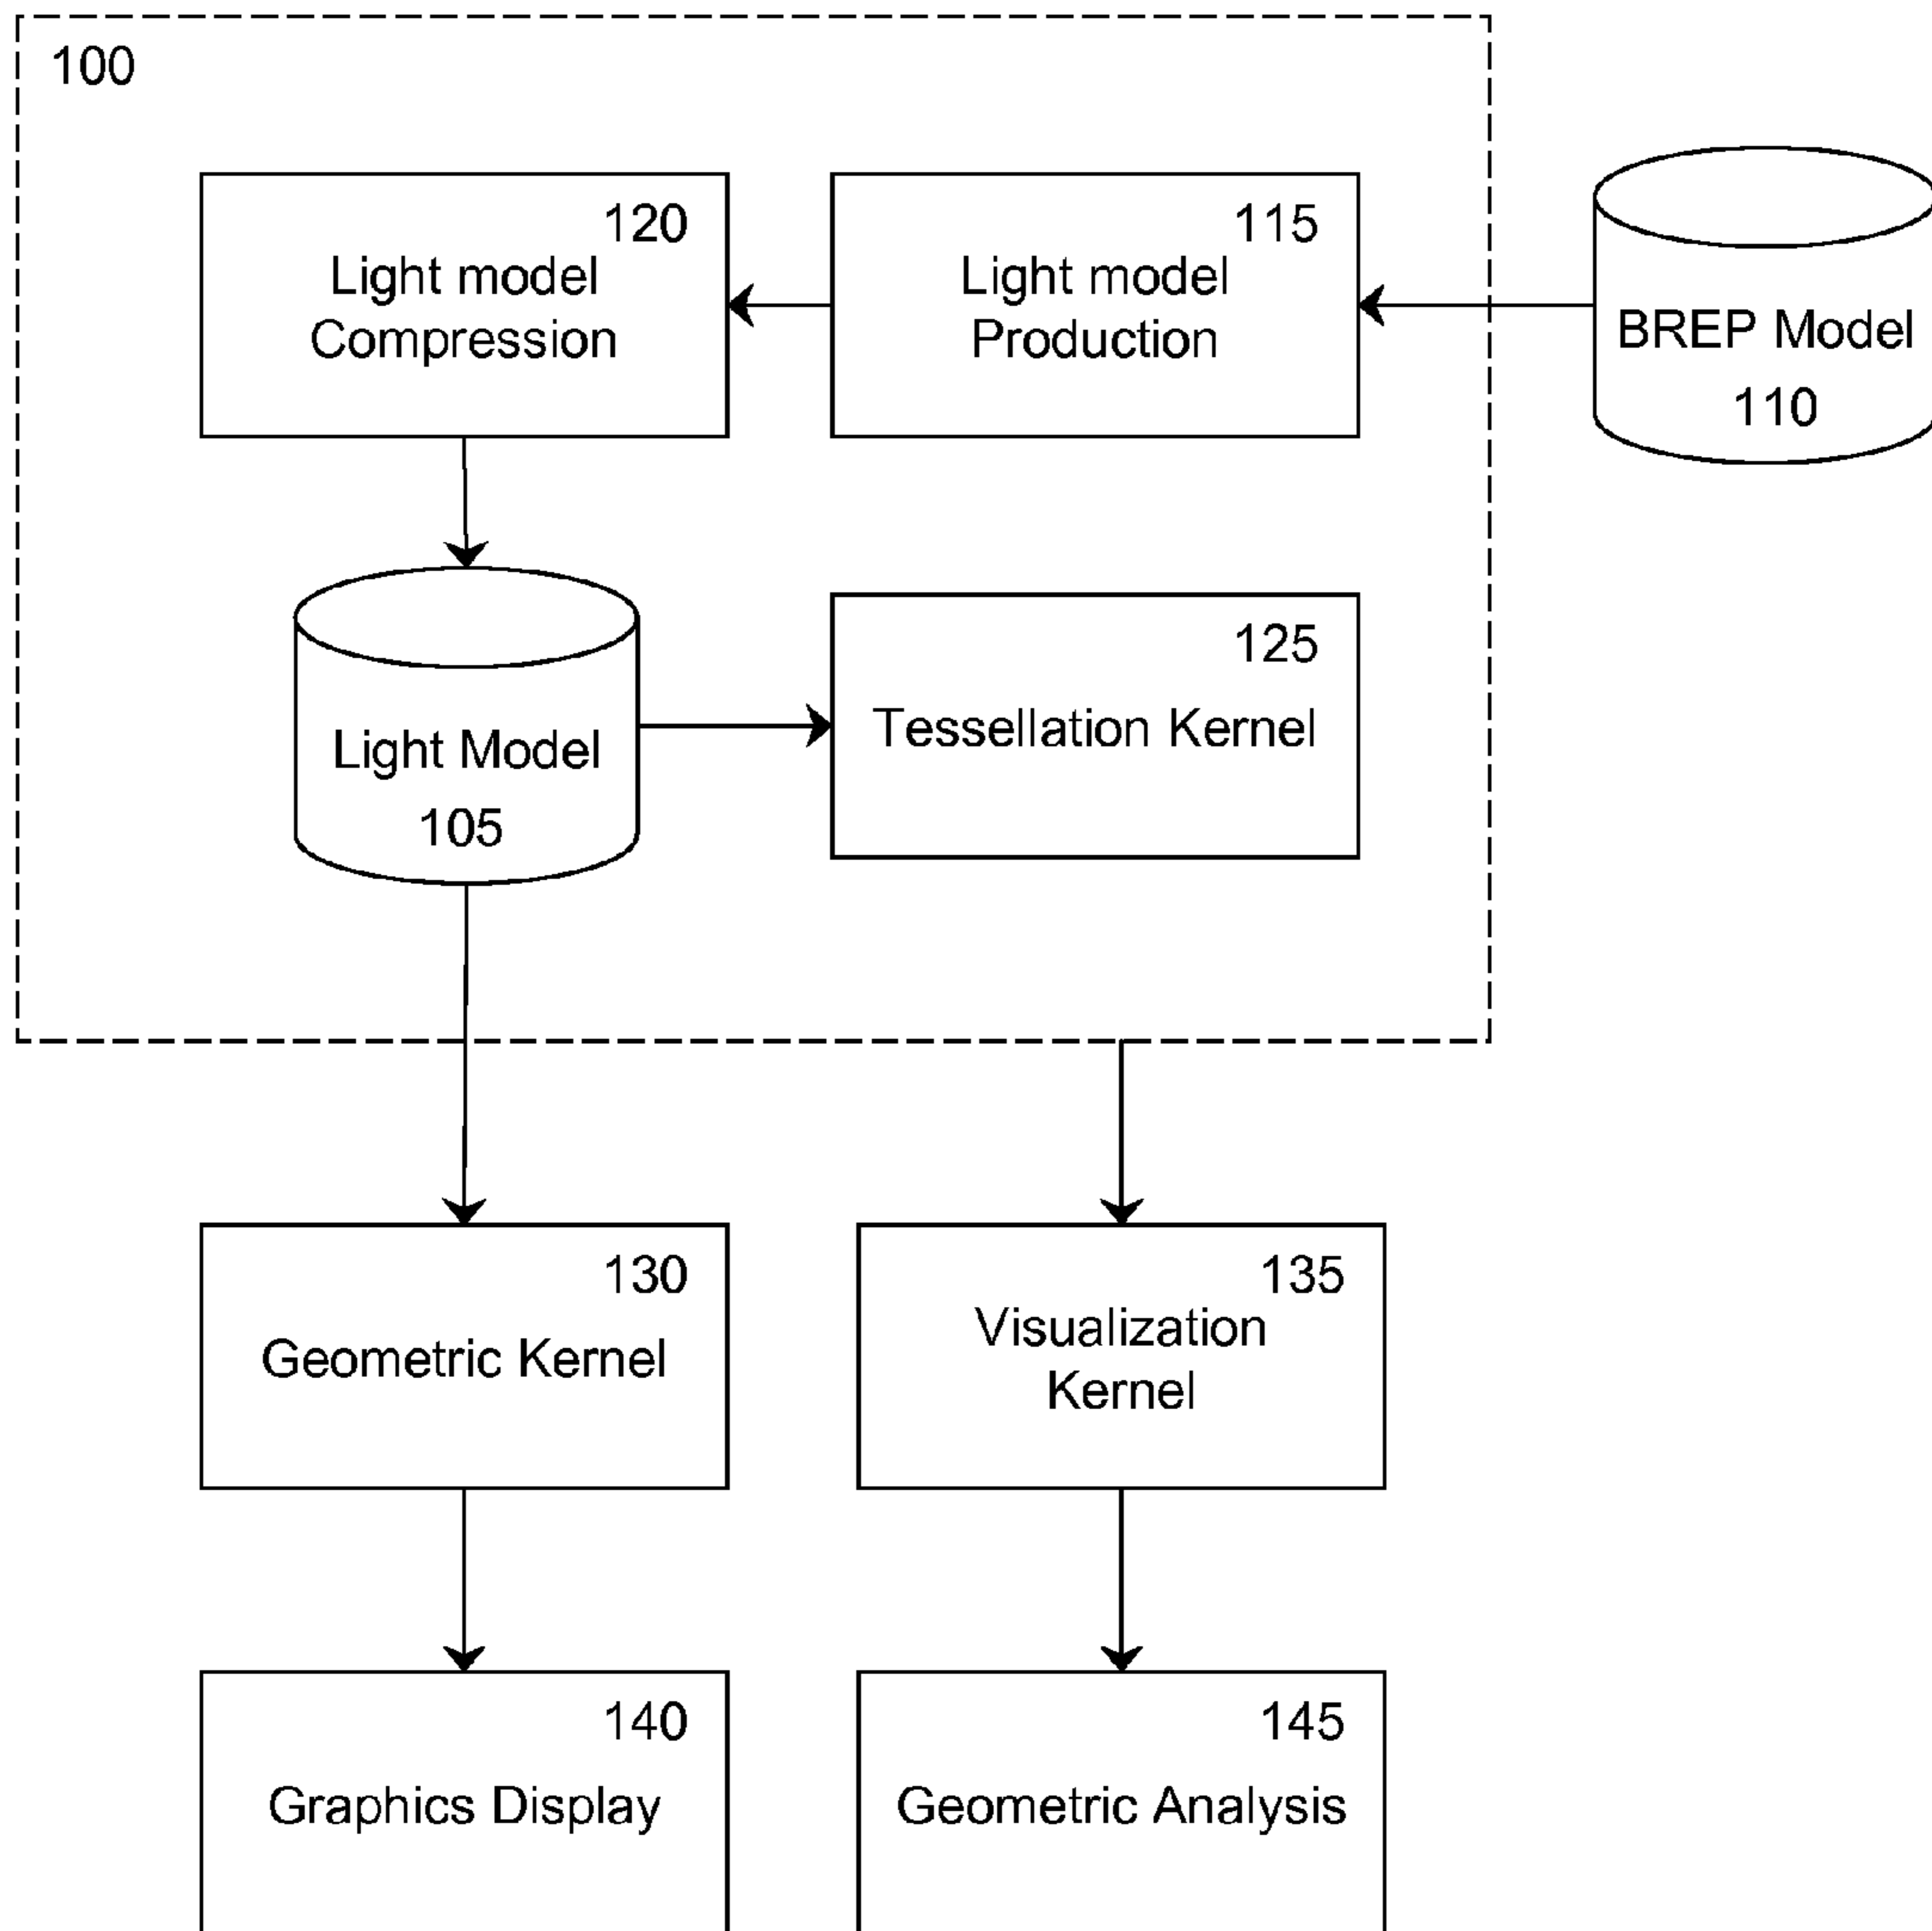 100
120
Light model
Compression
115
Light model
Production
BREP Model
110
Light Model
105
125
Tessellation Kernel
130
Geometric Kernel
135
Visualization
Kernel
140
Graphics Display
145
Geometric Analysis